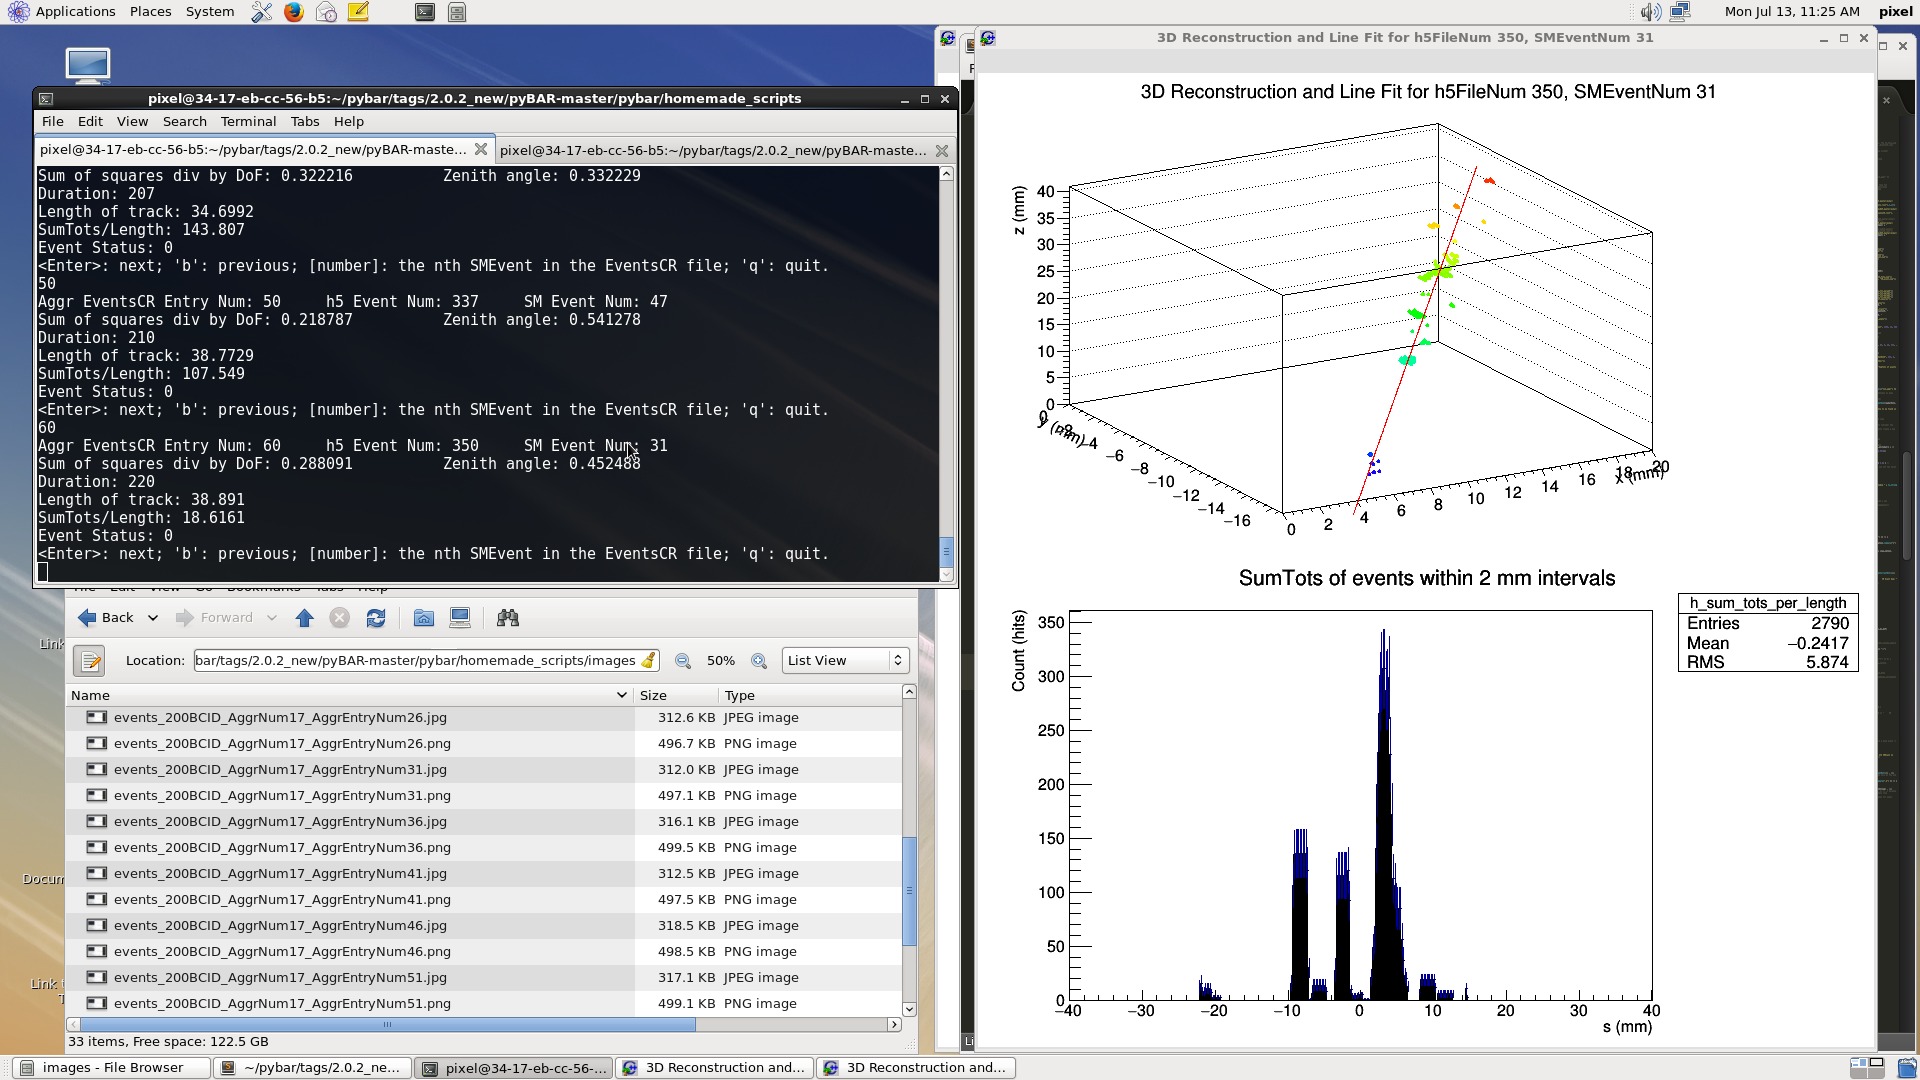 Applications Places System
Mon Jul 13, 11:25 AM pixel
pixel@34-17-eb-cc-56-b5:~/pybar/tags/2.0.2_new/pyBAR-master/pybar/homemade_scripts
File Edit View Search Terminal Tabs Help
pixel@34-17-eb-cc-56-b5:~/pybar/tags/2.0.2_new/pyBAR-maste...
pixel@34-17-eb-cc-56-b5:~/pybar/tags/2.0.2_new/pyBAR-maste...
Sum of squares div by DoF: 0.322216 Zenith angle: 0.332229
Duration: 207
Length of track: 34.6992
SumTots/Length: 143.807
Event Status: 0
<Enter>: next; 'b': previous; [number]: the nth SMEvent in the EventsCR file; 'q': quit.
50
Aggr EventsCR Entry Num: 50 h5 Event Num: 337 SM Event Num: 47
Sum of squares div by DoF: 0.218787 Zenith angle: 0.541278
Duration: 210
Length of track: 38.7729
SumTots/Length: 107.549
Event Status: 0
<Enter>: next; 'b': previous; [number]: the nth SMEvent in the EventsCR file; 'q': quit.
60
Aggr EventsCR Entry Num: 60 h5 Event Num: 350 SM Event Num: 31
Sum of squares div by DoF: 0.288091 Zenith angle: 0.452488
Duration: 220
Length of track: 38.891
SumTots/Length: 18.6161
Event Status: 0
<Enter>: next; 'b': previous; [number]: the nth SMEvent in the EventsCR file; 'q': quit.
File Edit View Go Bookmarks Tabs Help
Back Forward
Location: bar/tags/2.0.2_new/pyBAR-master/pybar/homemade_scripts/images 50% List View
Name Size Type
events_200BCID_AggrNum17_AggrEntryNum26.jpg 312.6 KB JPEG image
events_200BCID_AggrNum17_AggrEntryNum26.png 496.7 KB PNG image
events_200BCID_AggrNum17_AggrEntryNum31.jpg 312.0 KB JPEG image
events_200BCID_AggrNum17_AggrEntryNum31.png 497.1 KB PNG image
events_200BCID_AggrNum17_AggrEntryNum36.jpg 316.1 KB JPEG image
events_200BCID_AggrNum17_AggrEntryNum36.png 499.5 KB PNG image
events_200BCID_AggrNum17_AggrEntryNum41.jpg 312.5 KB JPEG image
events_200BCID_AggrNum17_AggrEntryNum41.png 497.5 KB PNG image
events_200BCID_AggrNum17_AggrEntryNum46.jpg 318.5 KB JPEG image
events_200BCID_AggrNum17_AggrEntryNum46.png 498.5 KB PNG image
events_200BCID_AggrNum17_AggrEntryNum51.jpg 317.1 KB JPEG image
events_200BCID_AggrNum17_AggrEntryNum51.png 499.1 KB PNG image
33 items, Free space: 122.5 GB
Link
Docum
Link t
3D Reconstruction and Line Fit for h5FileNum 350, SMEventNum 31
3D Reconstruction and Line Fit for h5FileNum 350, SMEventNum 31
z (mm)
40
35
30
25
20
15
10
5
0
y (mm)
0 −2 −4 −6 −8 −10 −12 −14 −16
0 2 4 6 8 10 12 14 16 18 20
x (mm)
SumTots of events within 2 mm intervals
h_sum_tots_per_length
Entries 2790
Mean −0.2417
RMS 5.874
Count (hits)
350
300
250
200
150
100
50
0
−40 −30 −20 −10 0 10 20 30 40
s (mm)
images - File Browser
~/pybar/tags/2.0.2_ne...
pixel@34-17-eb-cc-56-...
3D Reconstruction and...
3D Reconstruction and...